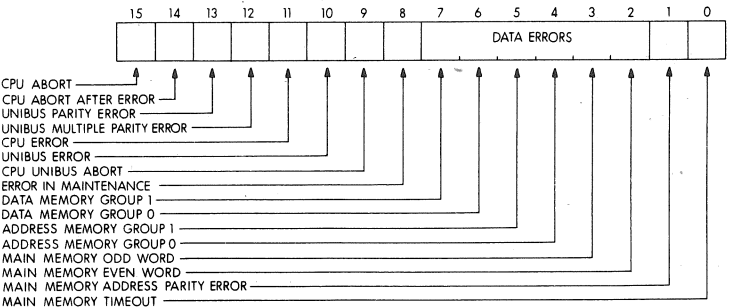 15 14 13 12 11 10 9 8 7 6 5 4 3 2 1 0
DATA ERRORS
CPU ABORT
CPU ABORT AFTER ERROR
UNIBUS PARITY ERROR
UNIBUS MULTIPLE PARITY ERROR
CPU ERROR
UNIBUS ERROR
CPU UNIBUS ABORT
ERROR IN MAINTENANCE
DATA MEMORY GROUP 1
DATA MEMORY GROUP 0
ADDRESS MEMORY GROUP 1
ADDRESS MEMORY GROUP 0
MAIN MEMORY ODD WORD
MAIN MEMORY EVEN WORD
MAIN MEMORY ADDRESS PARITY ERROR
MAIN MEMORY TIMEOUT